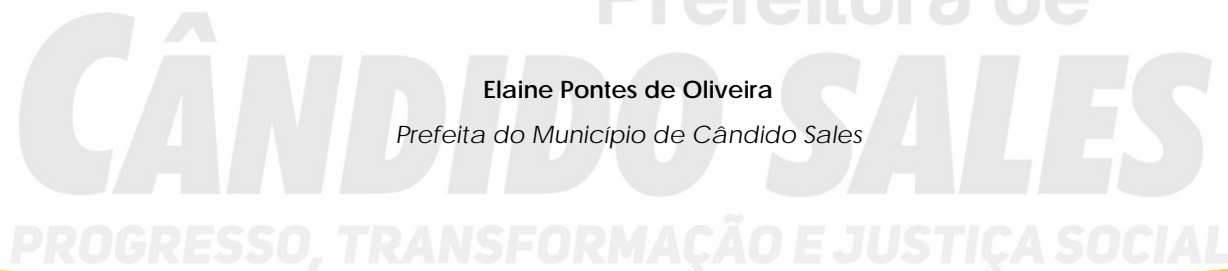 Prefeitura de
CÂNDIDO SALES
Elaine Pontes de Oliveira
Prefeita do Município de Cândido Sales
PROGRESSO, TRANSFORMAÇÃO E JUSTIÇA SOCIAL